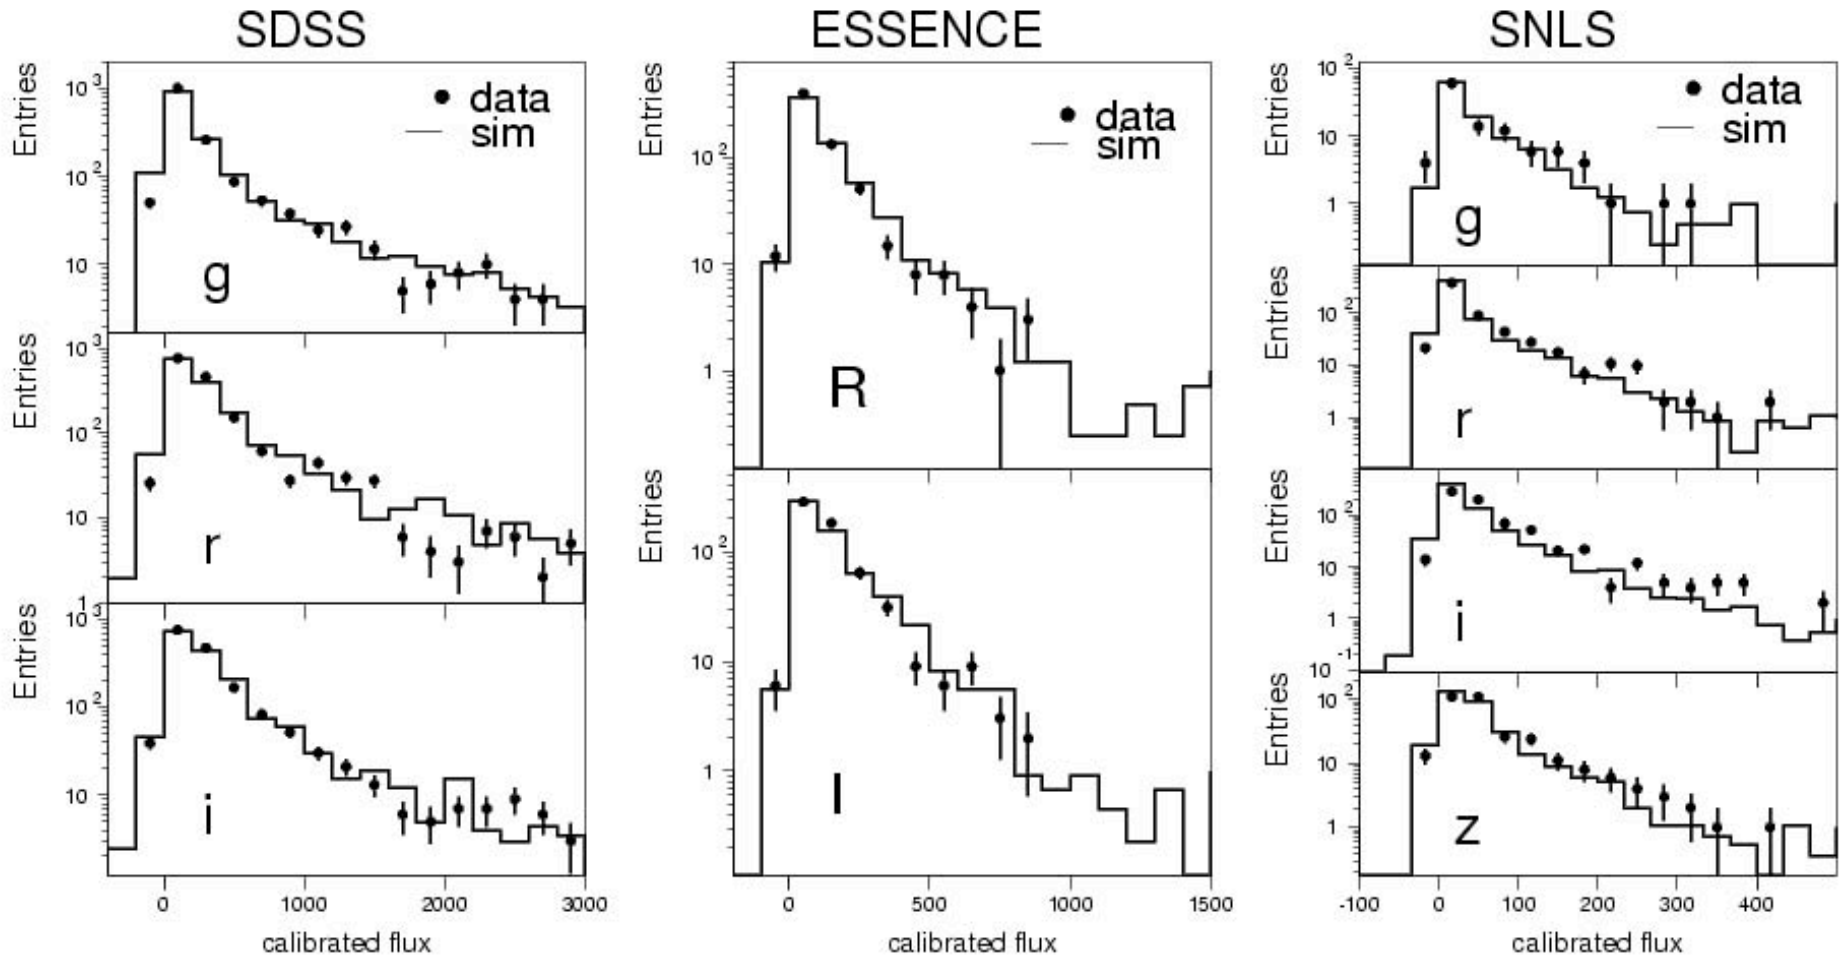 SDSS
Entries
10³
10²
10
data
sim
g
Entries
10³
10²
10
1
r
Entries
10³
10²
10
i
0 1000 2000 3000
calibrated flux
ESSENCE
Entries
10²
10
1
data
sim
R
Entries
10²
10
1
I
0 500 1000 1500
calibrated flux
SNLS
Entries
10²
10
1
data
sim
g
Entries
10²
10
1
r
Entries
10²
10
1
10⁻¹
i
Entries
10²
10
1
z
-100 0 100 200 300 400
calibrated flux